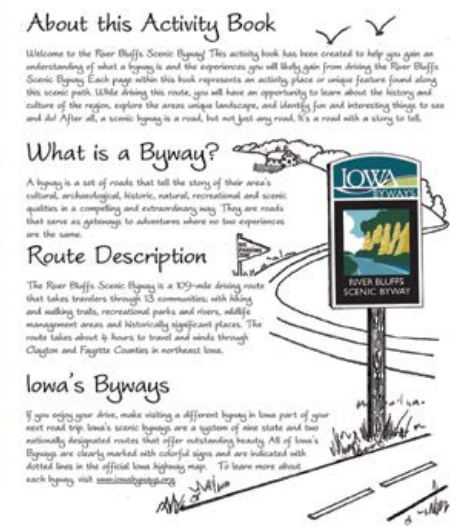 About this Activity Book
Welcome to the River Bluffs Scenic Byway! This activity book has been created to help you gain an
understanding of what a byway is and the experiences you will likely gain from driving the River Bluffs
Scenic Byway. Each page within this book represents an activity, place or unique feature found along
this scenic path. While driving this route, you will have an opportunity to learn about the history and
culture of the region, explore the areas unique landscape, and identify fun and interesting things to see
and do! After all, a scenic byway is a road, but not just any road. It's a road with a story to tell.
What is a Byway?
A byway is a set of roads that tell the story of their area's
cultural, archaeological, historic, natural, recreational and scenic
qualities in a compelling and extraordinary way. They are roads
that serve as gateways to adventures where no two experiences
are the same.
Route Description
The River Bluffs Scenic Byway is a 109-mile driving route
that takes travelers through 13 communities; with hiking
and walking trails, recreational parks and rivers, wildlife
management areas and historically significant places. The
route takes about 4 hours to travel and winds through
Clayton and Fayette Counties in northeast Iowa.
Iowa's Byways
If you enjoy your drive, make visiting a different byway in Iowa part of your
next road trip. Iowa's scenic byways are a system of nine state and two
nationally designated routes that offer outstanding beauty. All of Iowa's
Byways are clearly marked with colorful signs and are indicated with
dotted lines in the official Iowa highway map. To learn more about
each byway, visit www.iowabyways.org.
NO
PASSING
ZONE
IOWA
BYWAYS
RIVER BLUFFS
SCENIC BYWAY